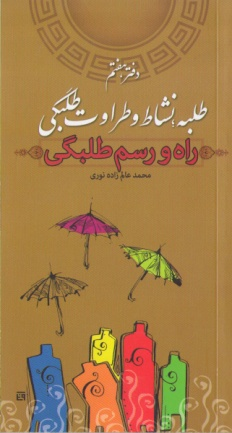 دفتر هفتم
طلبه؛ نشاط و طراوت طلبگی
راه و رسم طلبگی
محمد عالم زاده نوری